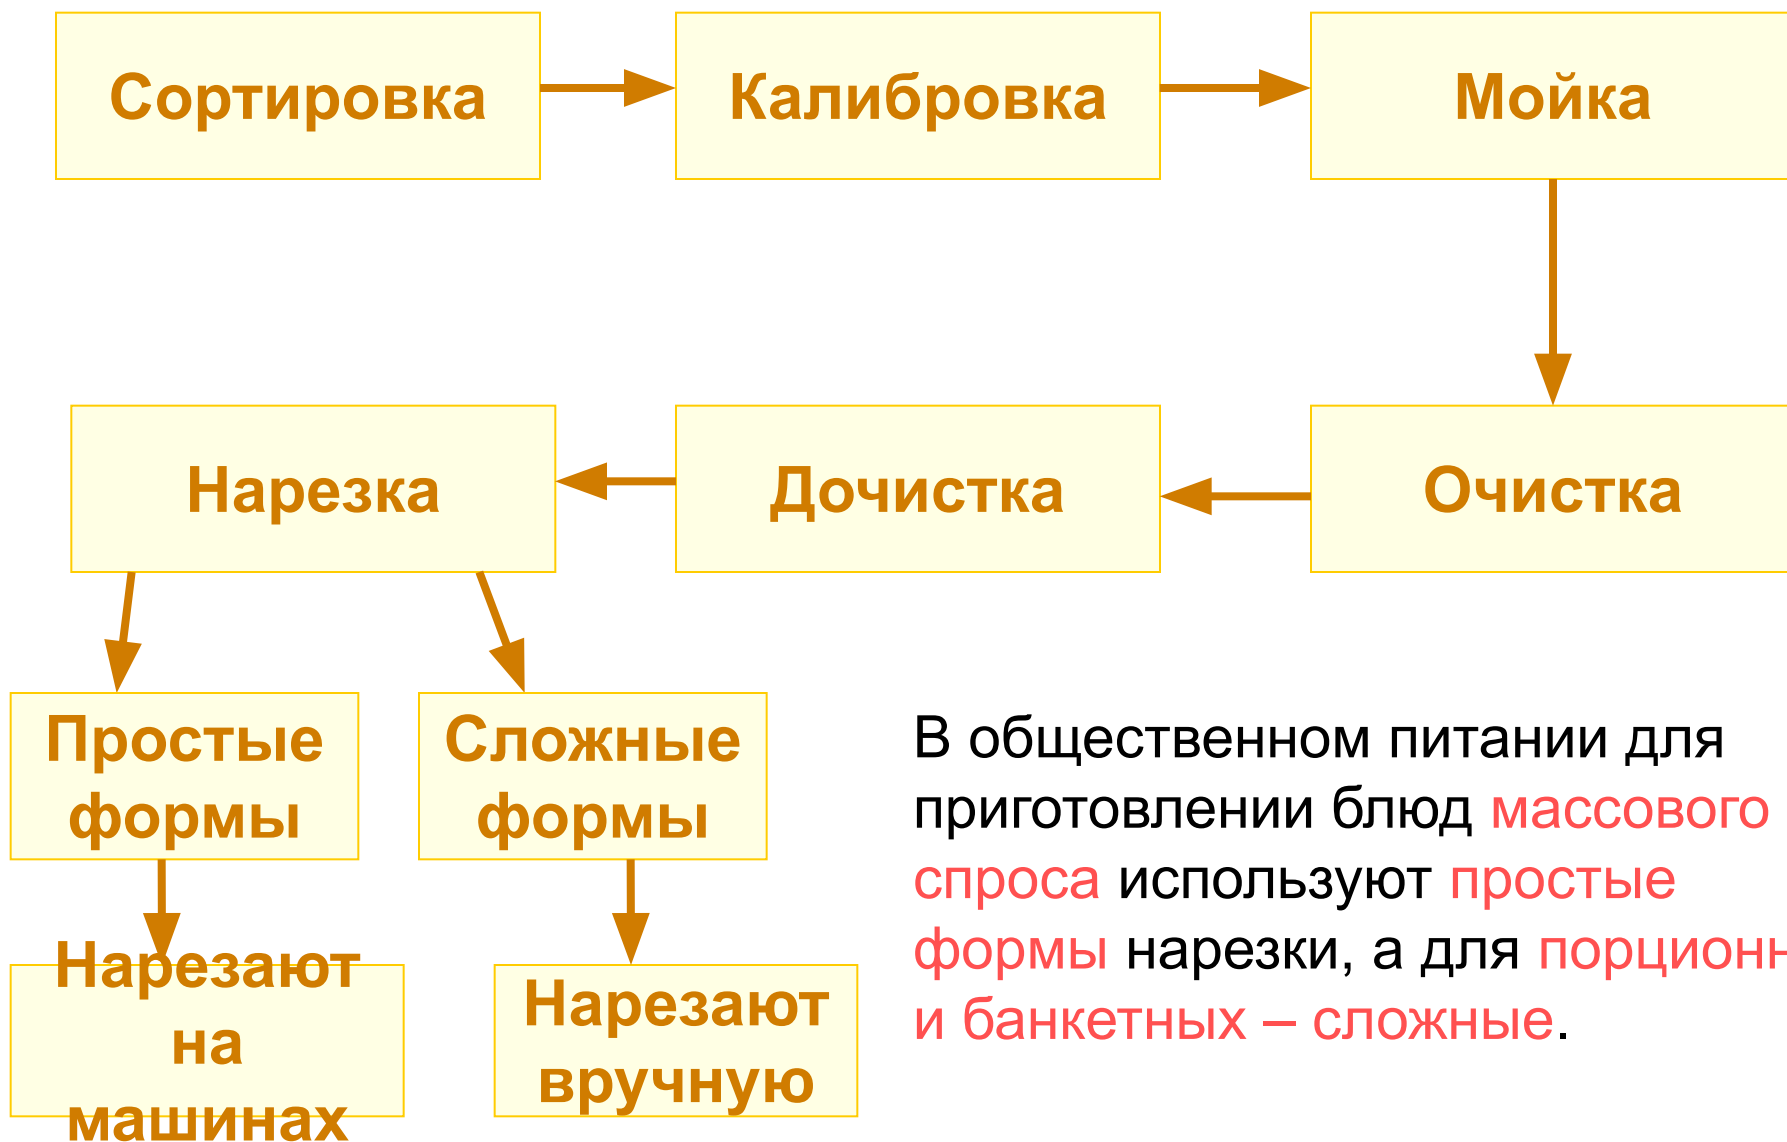 Сортировка
Калибровка
Мойка
Нарезка
Дочистка
Очистка
Простые
формы
Сложные
формы
Нарезают
на
машинах
Нарезают
вручную
В общественном питании для
приготовлении блюд массового
спроса используют простые
формы нарезки, а для
и банкетных – сложные.